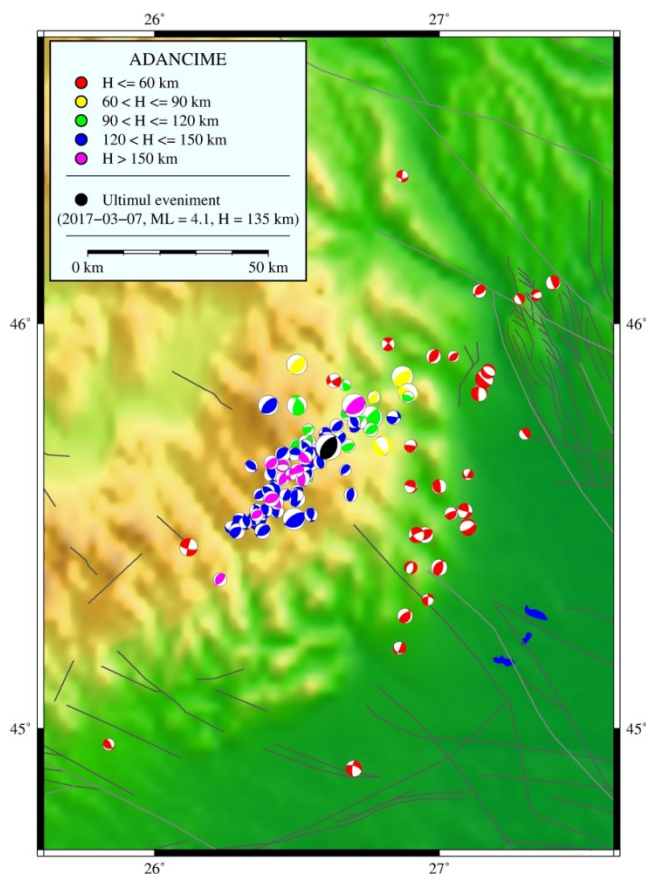 26° 27°
ADANCIME
H <= 60 km
60 < H <= 90 km
90 < H <= 120 km
120 < H <= 150 km
H > 150 km
Ultimul eveniment
(2017−03−07, ML = 4.1, H = 135 km)
0 km 50 km
46° 46°
45° 45°
26° 27°